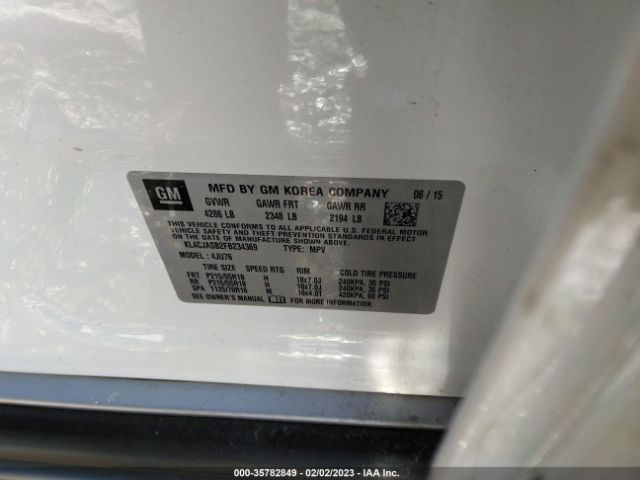 GM
MFD BY GM KOREA COMPANY 06 / 15
GVWR GAWR FRT GAWR RR
4286 LB 2348 LB 2194 LB
THIS VEHICLE CONFORMS TO ALL APPLICABLE U.S. FEDERAL MOTOR
VEHICLE SAFETY AND THEFT PREVENTION STANDARDS IN EFFECT ON
THE DATE OF MANUFACTURE SHOWN ABOVE.
KL4CJASB2FB234369 TYPE: MPV
MODEL: 4JU76
TIRE SIZE SPEED RTG RIM COLD TIRE PRESSURE
FRT P215/55R18 H 18x7.0J 240KPA, 35 PSI
RR P215/55R18 H 18x7.0J 240KPA, 35 PSI
SPA T125/70R16 M 16x4.0T 420KPA, 60 PSI
SEE OWNER'S MANUAL
000-35782849 | 02/02/2023 | IAA Inc.